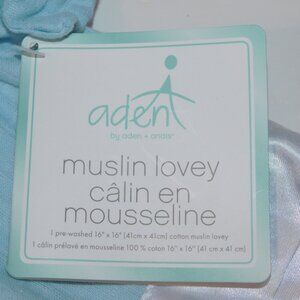 aden
by aden + anais®
muslin lovey
câlin en
mousseline
1 pre-washed 16" x 16" (41cm x 41cm) cotton muslin lovey
1 câlin prélavé en mousseline 100 % coton 16" x 16" (41 cm x 41 cm)